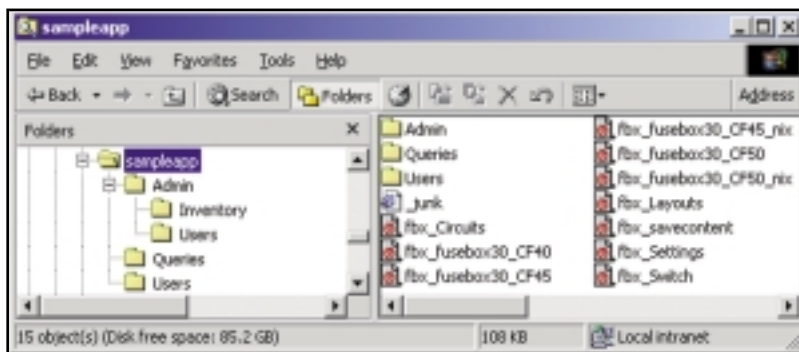 sampleapp
File Edit View Favorites Tools Help
Back Search Folders Address
Folders
sampleapp
Admin
Inventory
Users
Queries
Users
Admin
Queries
Users
_junk
fbx_Circuits
fbx_fusebox30_CF40
fbx_fusebox30_CF45
fbx_fusebox30_CF45_nix
fbx_fusebox30_CF50
fbx_fusebox30_CF50_nix
fbx_Layouts
fbx_savecontent
fbx_Settings
fbx_Switch
15 object(s) (Disk free space: 85.2 GB) 108 KB Local intranet